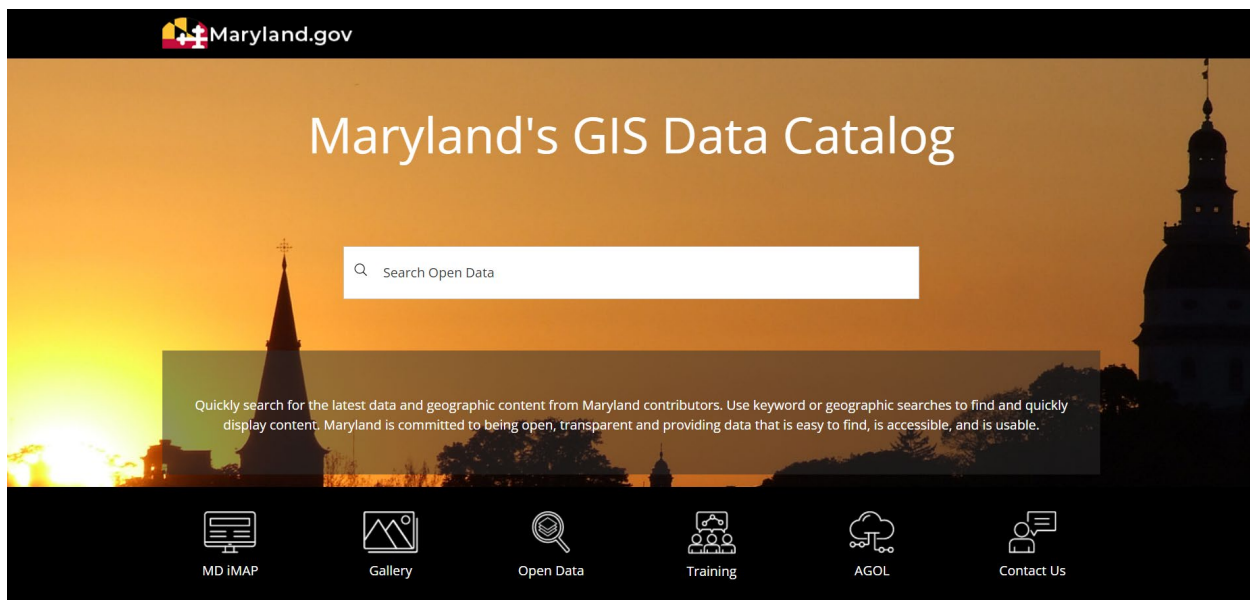 Maryland.gov
Maryland's GIS Data Catalog
Search Open Data
Quickly search for the latest data and geographic content from Maryland contributors. Use keyword or geographic searches to find and quickly
display content. Maryland is committed to being open, transparent and providing data that is easy to find, is accessible, and is usable.
MD iMAP
Gallery
Open Data
Training
AGOL
Contact Us